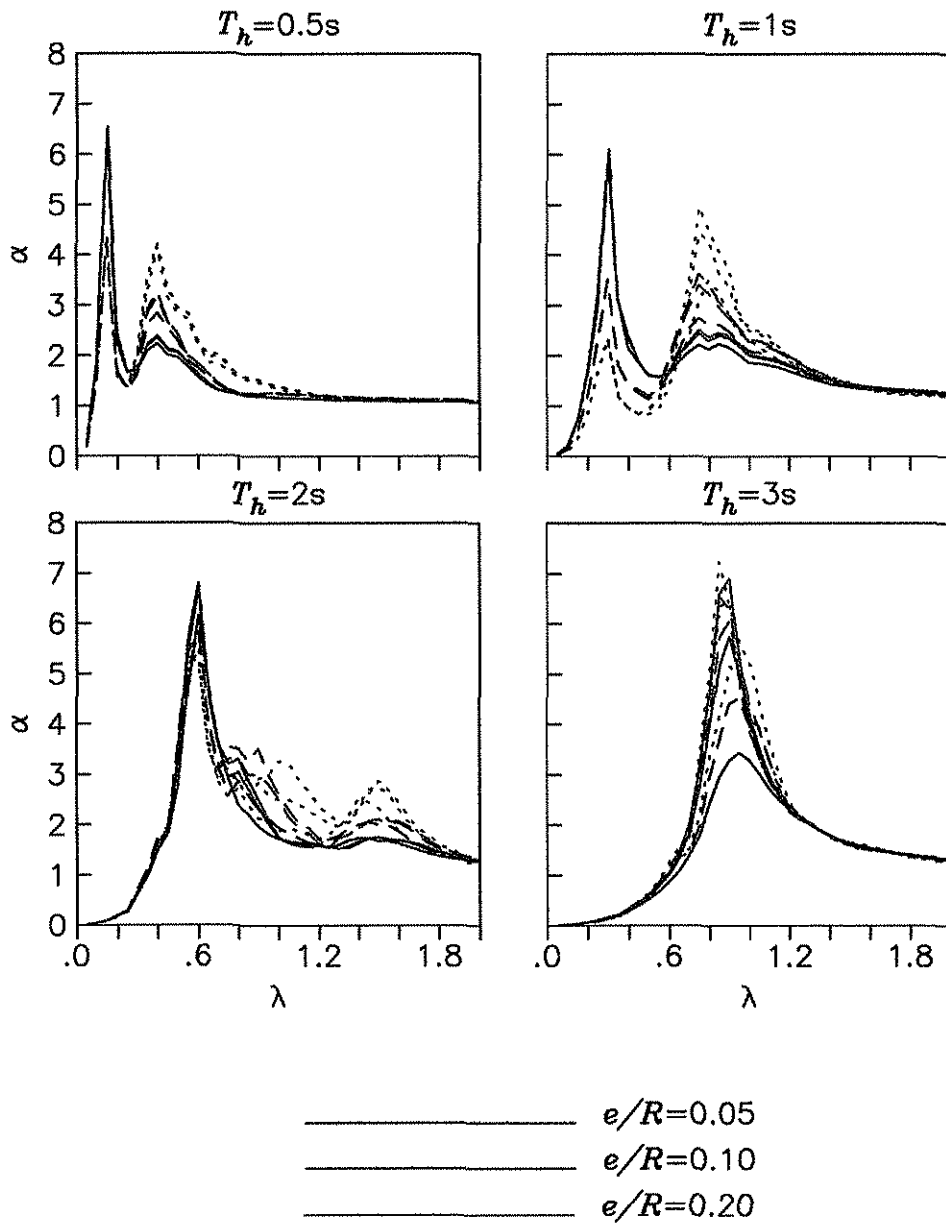 T_h=0.5s
T_h=1s
8
7
6
5
4
3
2
1
0
α
T_h=2s
T_h=3s
8
7
6
5
4
3
2
1
0
α
.0 .6 1.2 1.8
.0 .6 1.2 1.8
λ
λ
e/R=0.05
e/R=0.10
e/R=0.20